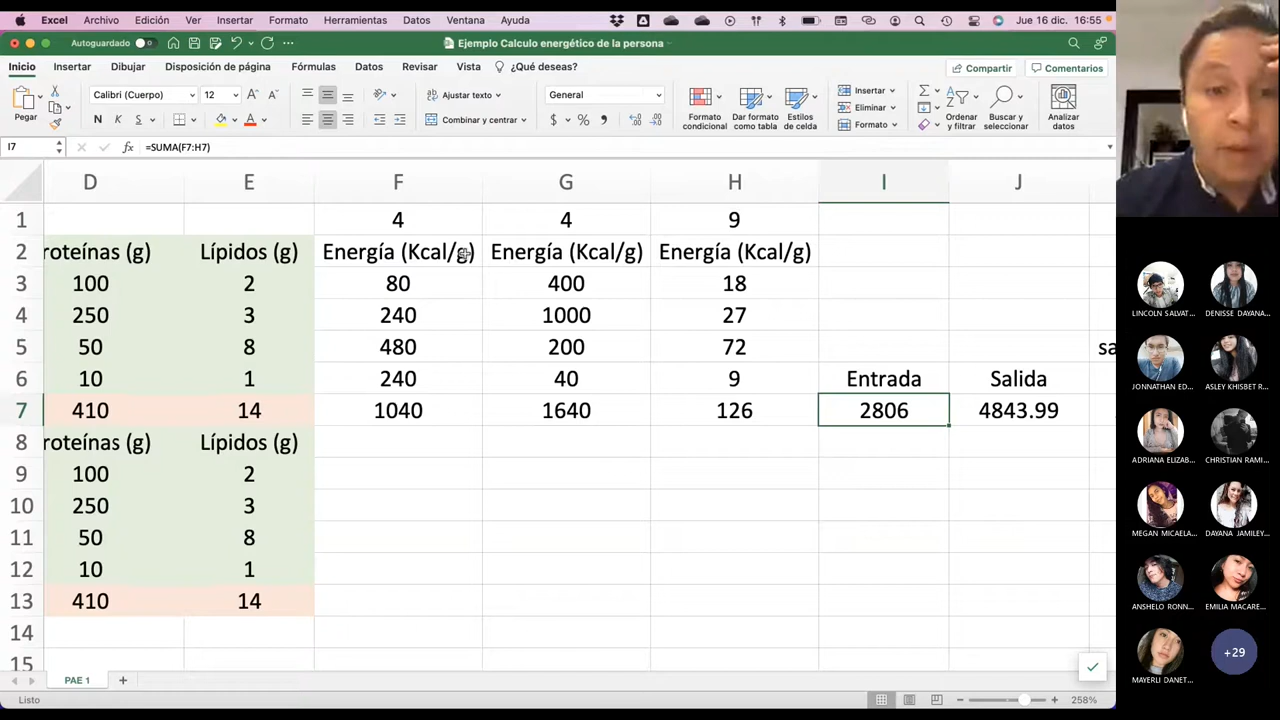 Excel Archivo Edición Ver Insertar Formato Herramientas Datos Ventana Ayuda Jue 16 dic. 16:55
Autoguardado Ejemplo Calculo energético de la persona
Inicio Insertar Dibujar Disposición de página Fórmulas Datos Revisar Vista ¿Qué deseas? Compartir Comentarios
Pegar Calibri (Cuerpo) 12 A A Ajustar texto General Formato condicional Dar formato como tabla Estilos de celda Insertar Ordenar y filtrar Buscar y seleccionar Analizar datos
N K S A Combinar y centrar $ % Eliminar
Formato
I7 fx =SUMA(F7:H7)
D E F G H I J
1 4 4 9
2 roteínas (g) Lípidos (g) Energía (Kcal/g) Energía (Kcal/g) Energía (Kcal/g)
3 100 2 80 400 18
4 250 3 240 1000 27
5 50 8 480 200 72 sa
6 10 1 240 40 9 Entrada Salida
7 410 14 1040 1640 126 2806 4843.99
8 roteínas (g) Lípidos (g)
9 100 2
10 250 3
11 50 8
12 10 1
13 410 14
14
15
PAE 1
Listo 258%
LINCOLN SALVAT... DENISSE DAYANA...
JONNATHAN ED... ASLEY KHISBET R...
ADRIANA ELIZAB... CHRISTIAN RAMI...
MEGAN MICAELA... DAYANA JAMILEY...
ANSHELO RONN... EMILIA MACARE...
MAYERLI DANET... +29